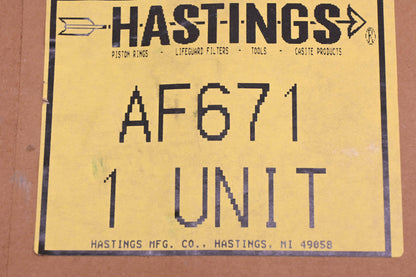 HASTINGS
PISTON RINGS - LIFEGUARD FILTERS - TOOLS - CASITE PRODUCTS
AF671
1 UNIT
HASTINGS MFG. CO., HASTINGS, MI 49058